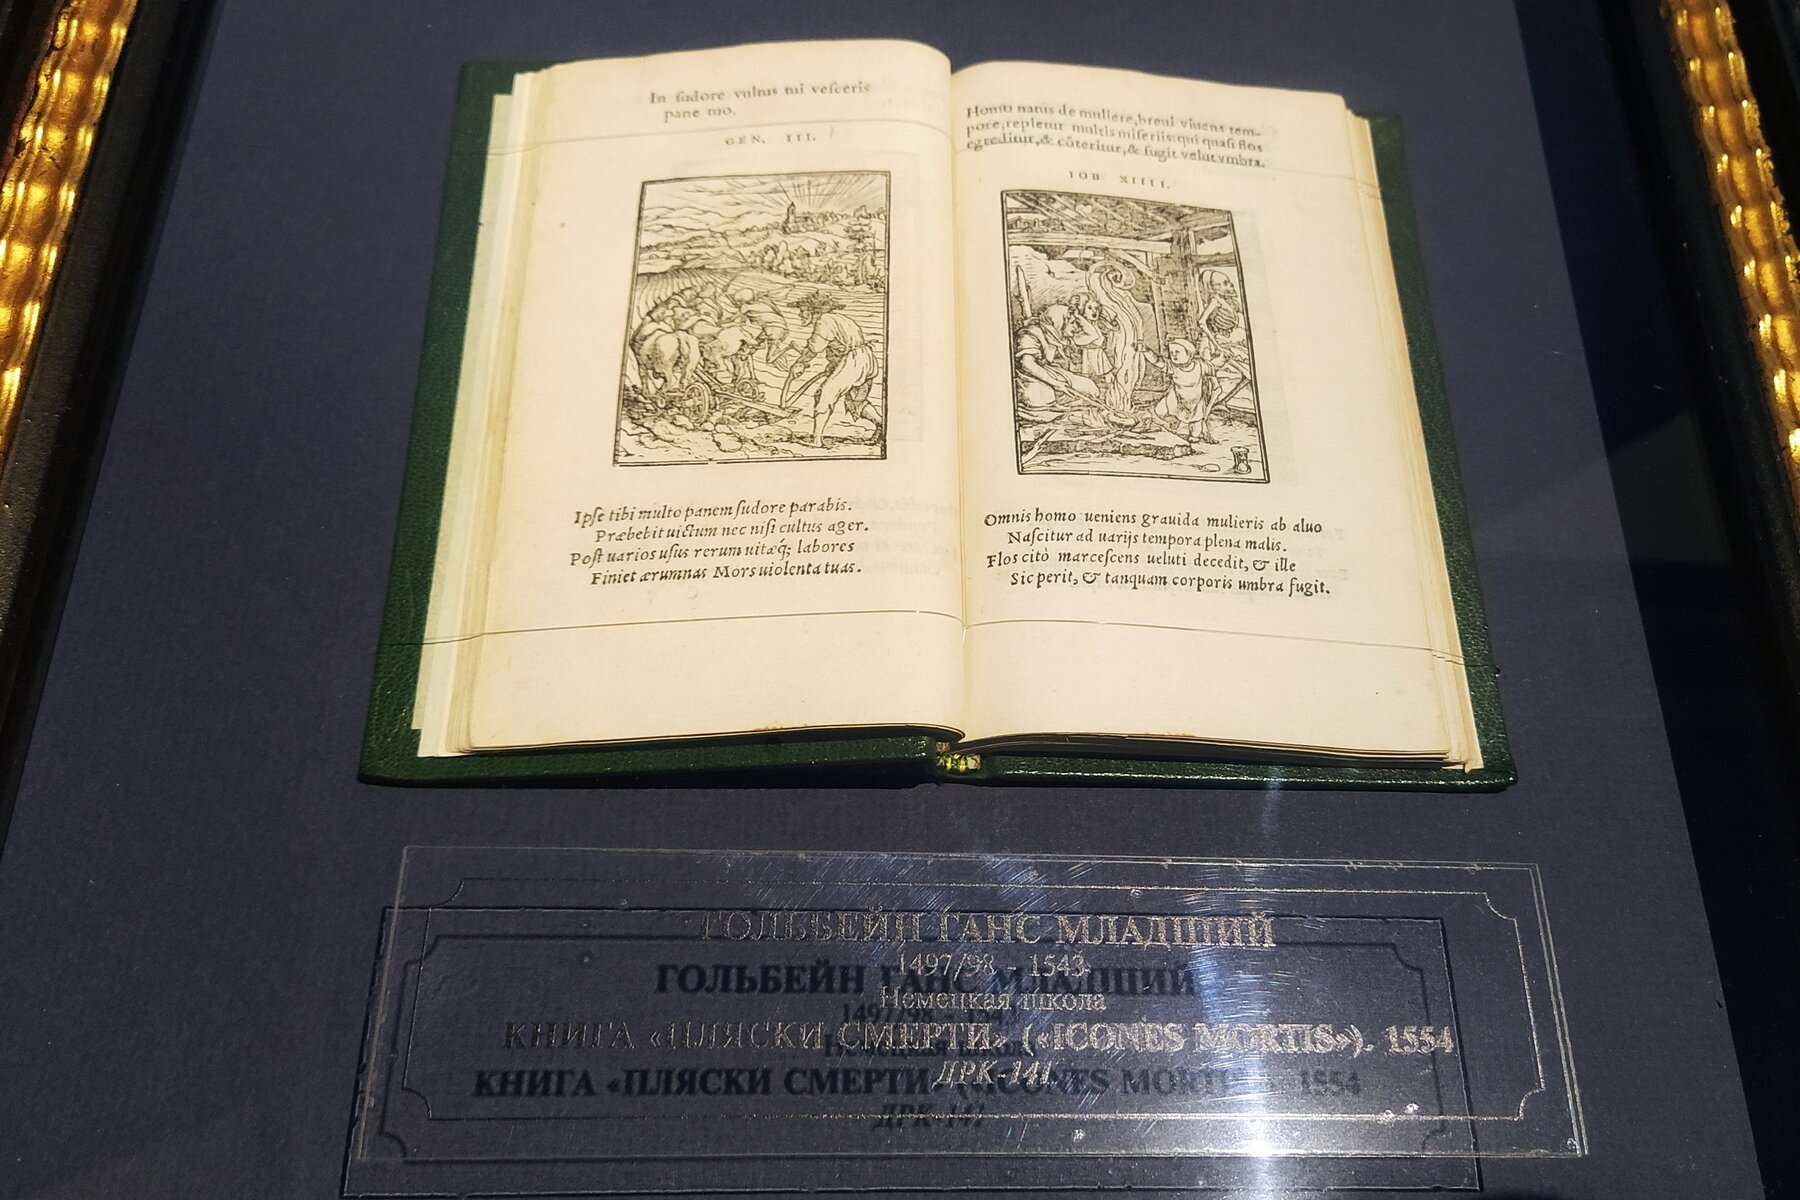 In ſudore vultus tui veſceris
pane tuo.
GEN. III.
Ipſe tibi multo panem ſudore parabis.
Præbebit uictum nec niſi cultus ager.
Poſt uarios uſus rerum uitæq́; labores
Finiet ærumnas Mors uiolenta tuas.
Homo natus de muliere, breui viuens tem-
pore, repletur multis miſeriis: qui quaſi flos
egreditur, & cōteritur, & fugit velut vmbra.
IOB. XIIII.
Omnis homo ueniens grauida mulieris ab aluo
Naſcitur ad uarijs tempora plena malis.
Flos citò marceſcens ueluti decedit, & ille
Sic perit, & tanquam corporis umbra fugit.
ГОЛЬБЕЙН ГАНС МЛАДШИЙ
1497/98 - 1543
Немецкая школа
КНИГА «ПЛЯСКИ СМЕРТИ» («ICONES MORTIS»). 1554
ДРК-141